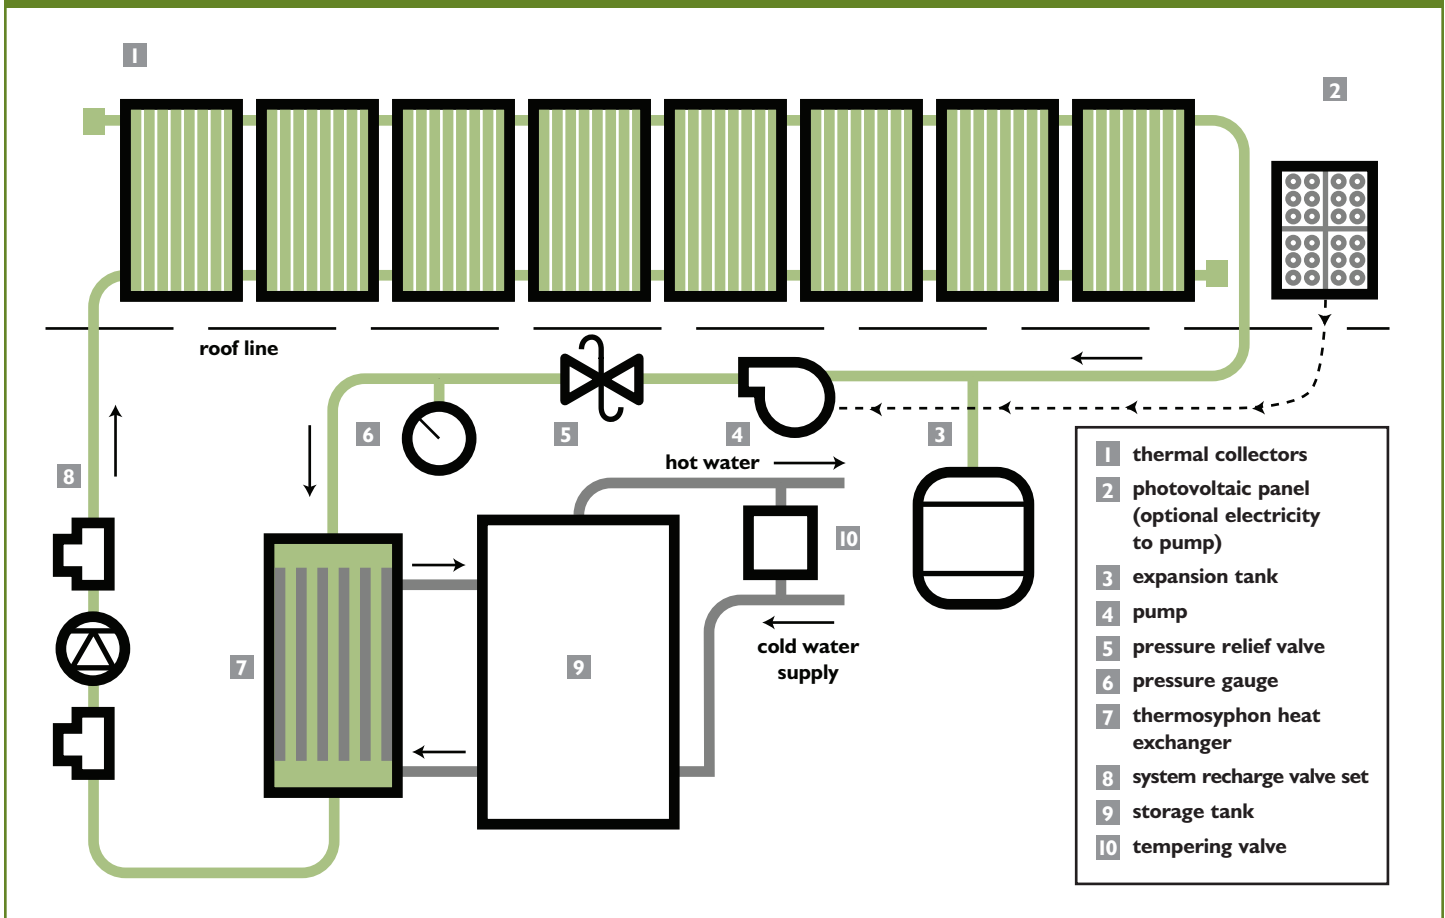 1
2
roof line
6
5
4
3
8
hot water
10
cold water
supply
7
9
1 thermal collectors
2 photovoltaic panel
(optional electricity
to pump)
3 expansion tank
4 pump
5 pressure relief valve
6 pressure gauge
7 thermosyphon heat
exchanger
8 system recharge valve set
9 storage tank
10 tempering valve